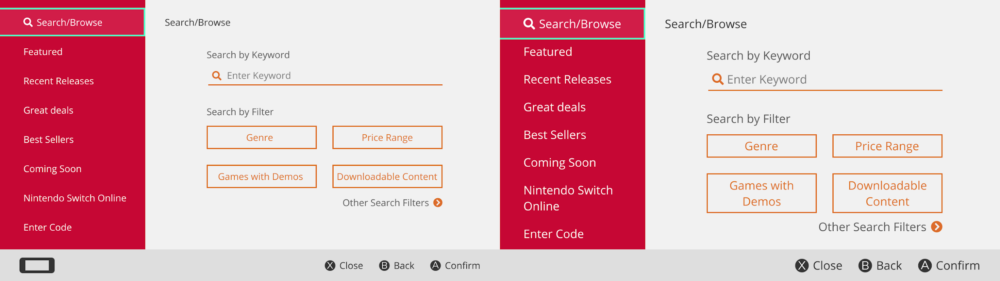 Search/Browse
Featured
Recent Releases
Great deals
Best Sellers
Coming Soon
Nintendo Switch Online
Enter Code
Search/Browse
Search by Keyword
Enter Keyword
Search by Filter
Genre
Price Range
Games with Demos
Downloadable Content
Other Search Filters
X Close
B Back
A Confirm
Search/Browse
Featured
Recent Releases
Great deals
Best Sellers
Coming Soon
Nintendo Switch
Online
Enter Code
Search/Browse
Search by Keyword
Enter Keyword
Search by Filter
Genre
Price Range
Games with
Demos
Downloadable
Content
Other Search Filters
X Close
B Back
A Confirm